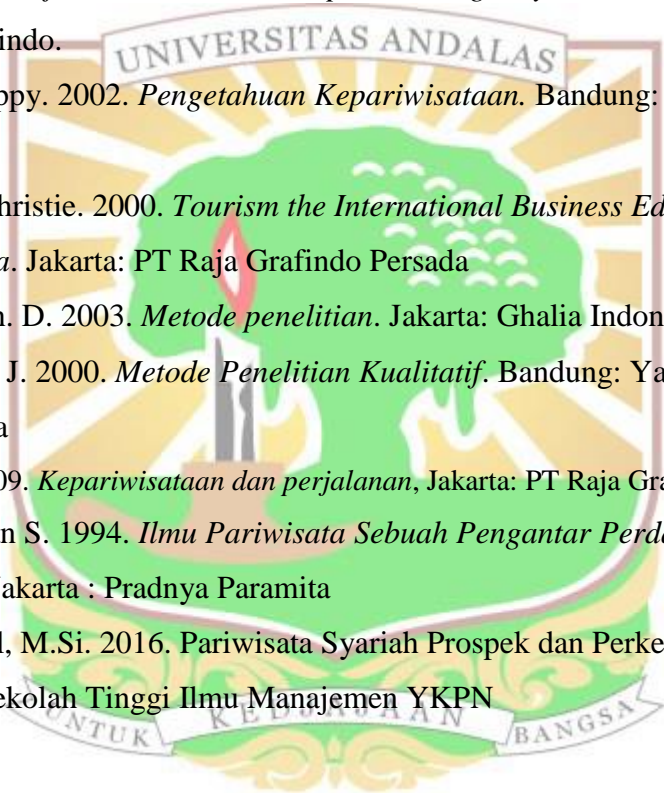 indo.
UNIVERSITAS ANDALAS
ppy. 2002. Pengetahuan Kepariwisataan. Bandung:
hristie. 2000. Tourism the International Business Ed
a. Jakarta: PT Raja Grafindo Persada
n. D. 2003. Metode penelitian. Jakarta: Ghalia Indon
J. 2000. Metode Penelitian Kualitatif. Bandung: Ya
a
09. Kepariwisataan dan perjalanan, Jakarta: PT Raja Gra
n S. 1994. Ilmu Pariwisata Sebuah Pengantar Perda
Jakarta : Pradnya Paramita
l, M.Si. 2016. Pariwisata Syariah Prospek dan Perke
ekolah Tinggi Ilmu Manajemen YKPN
UNTUK KEDJAJAAN BANGSA